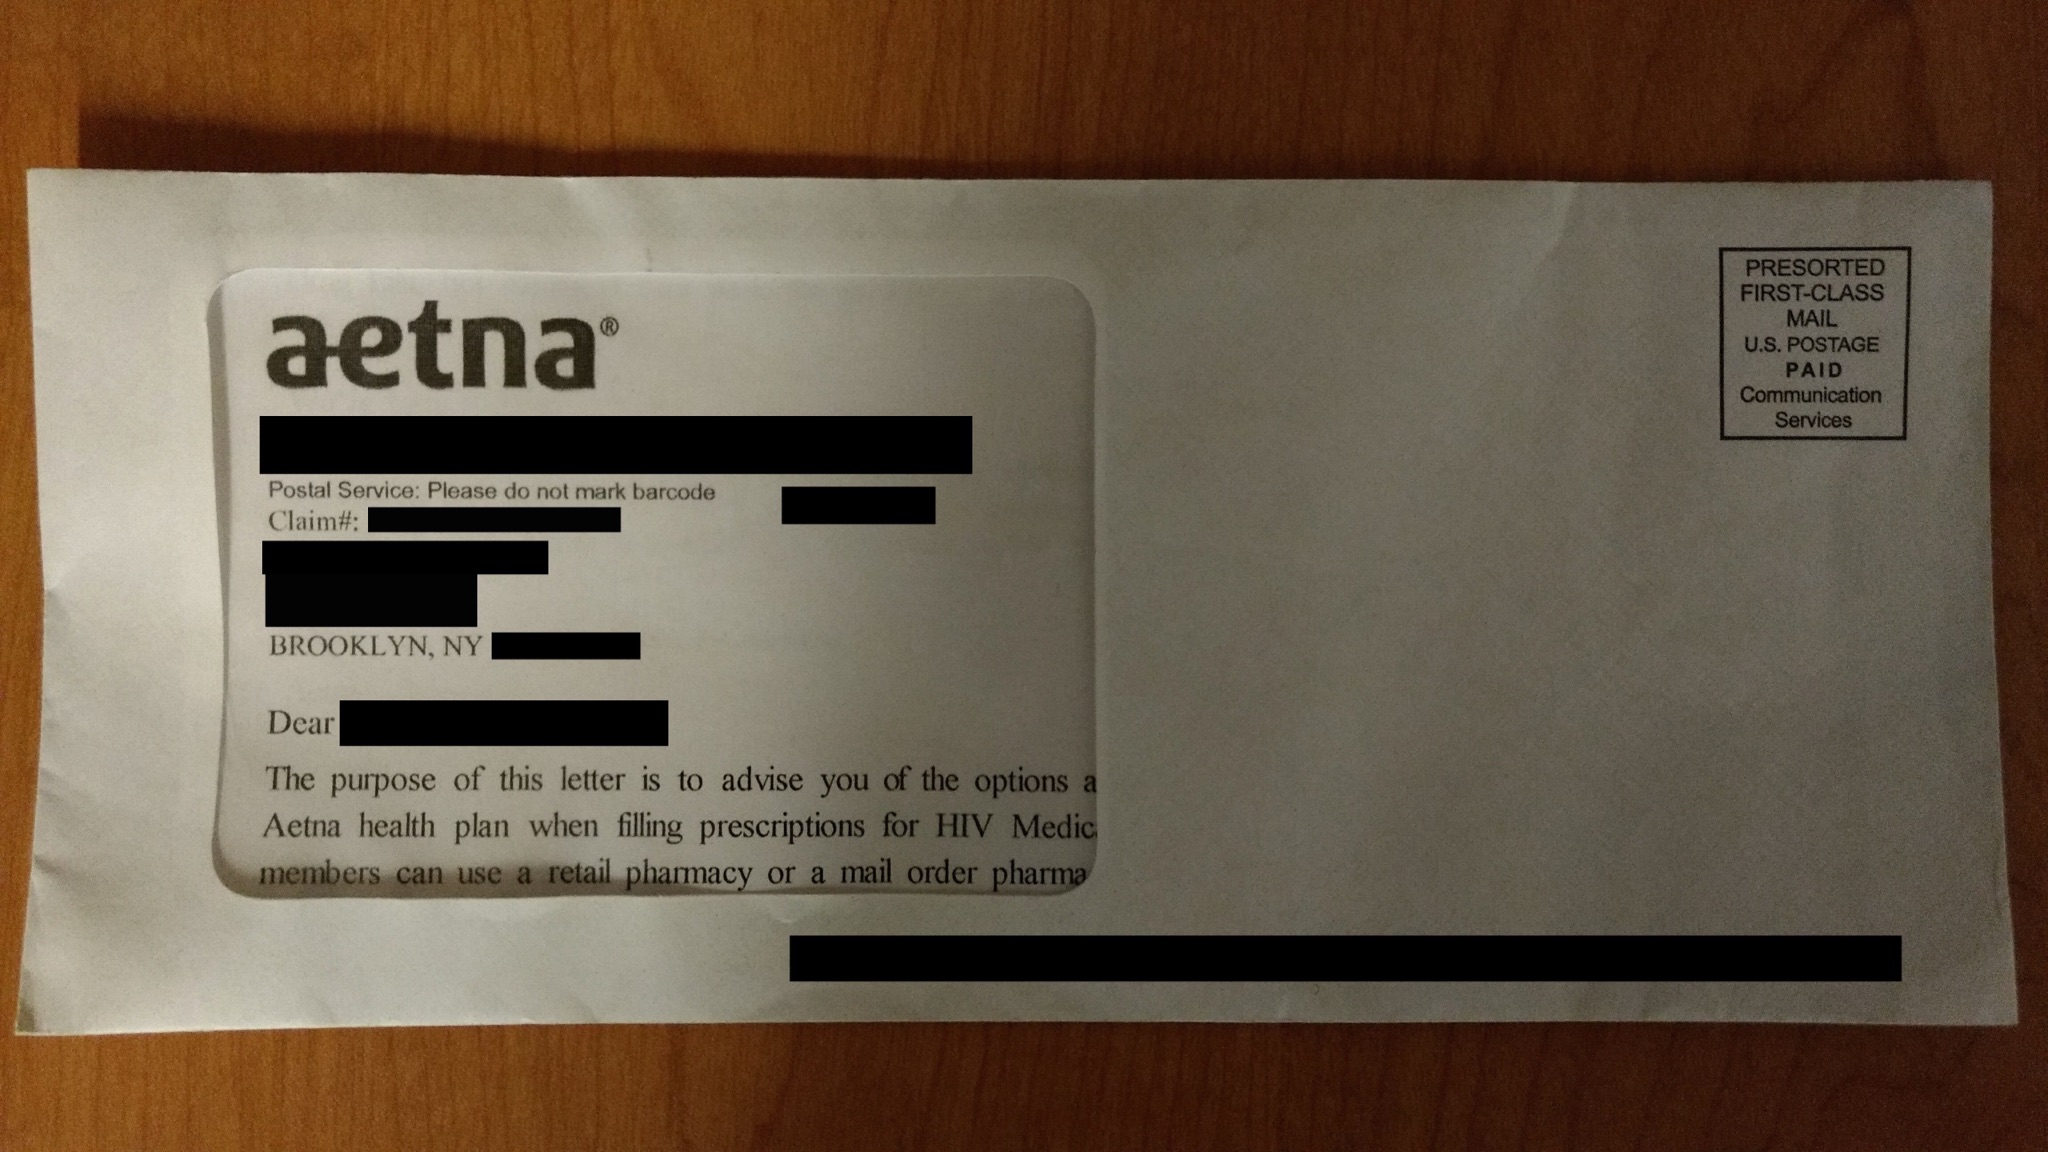 aetna®
Postal Service: Please do not mark barcode
Claim#:
BROOKLYN, NY
Dear
The purpose of this letter is to advise you of the options a
Aetna health plan when filling prescriptions for HIV Medic
members can use a retail pharmacy or a mail order pharma
PRESORTED
FIRST-CLASS
MAIL
U.S. POSTAGE
PAID
Communication
Services